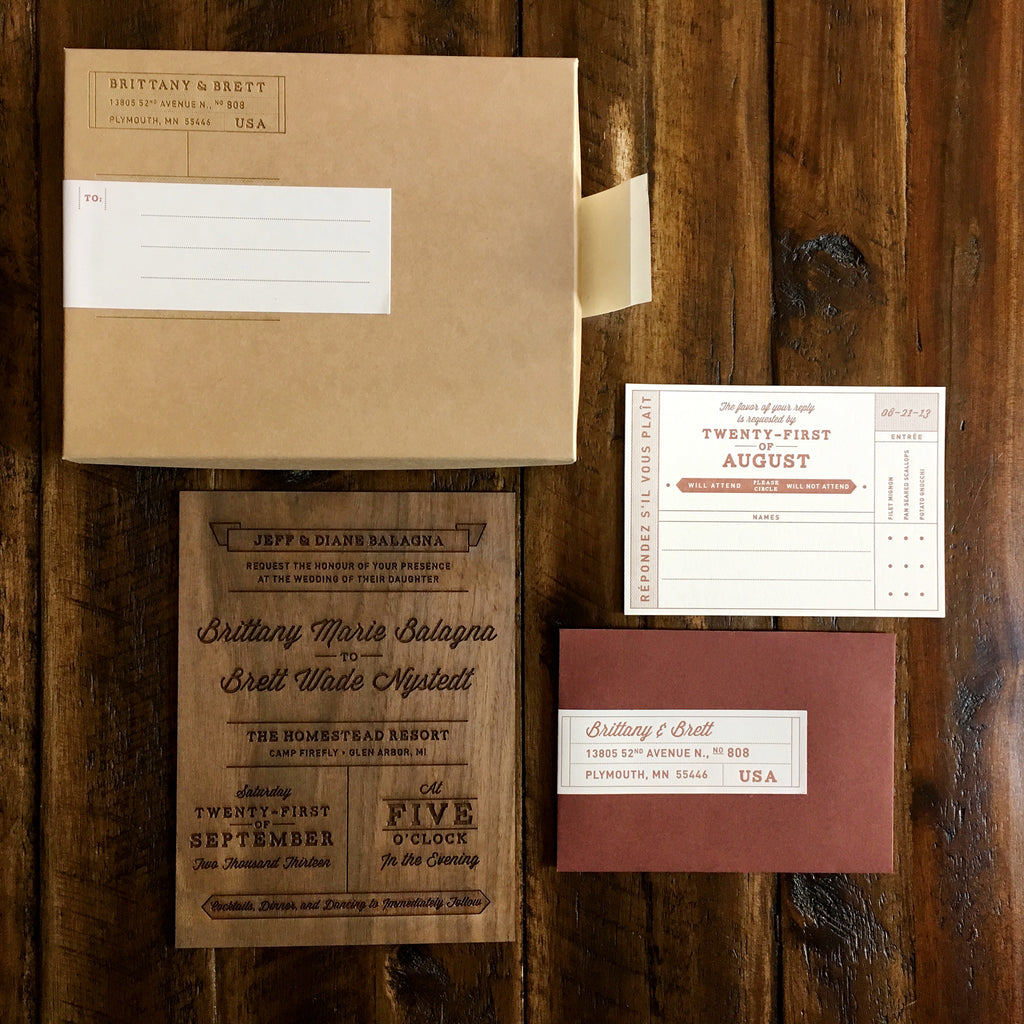 BRITTANY & BRETT
13805 52ND AVENUE N., NO 808
PLYMOUTH, MN 55446 USA
TO:
RÉPONDEZ S'IL VOUS PLAÎT
The favor of your reply
is requested by
TWENTY-FIRST
OF
AUGUST
WILL ATTEND PLEASE CIRCLE WILL NOT ATTEND
NAMES
08-21-13
ENTRÉE
FILET MIGNON
PAN SEARED SCALLOPS
POTATO GNOCCHI
JEFF & DIANE BALAGNA
REQUEST THE HONOUR OF YOUR PRESENCE
AT THE WEDDING OF THEIR DAUGHTER
Brittany Marie Balagna
TO
Brett Wade Nystedt
THE HOMESTEAD RESORT
CAMP FIREFLY • GLEN ARBOR, MI
Saturday
TWENTY-FIRST
OF
SEPTEMBER
Two Thousand Thirteen
At
FIVE
O'CLOCK
In the Evening
Cocktails, Dinner, and Dancing to Immediately Follow
Brittany & Brett
13805 52ND AVENUE N., NO 808
PLYMOUTH, MN 55446 USA